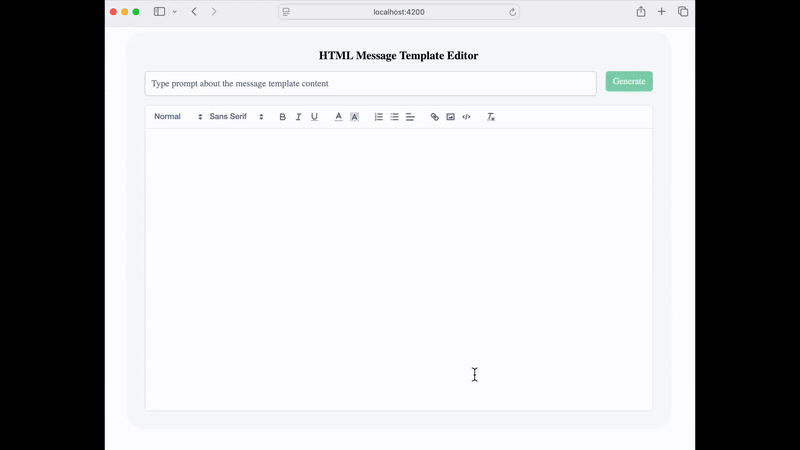 localhost:4200
HTML Message Template Editor
Type prompt about the message template content
Generate
Normal Sans Serif B I U A A